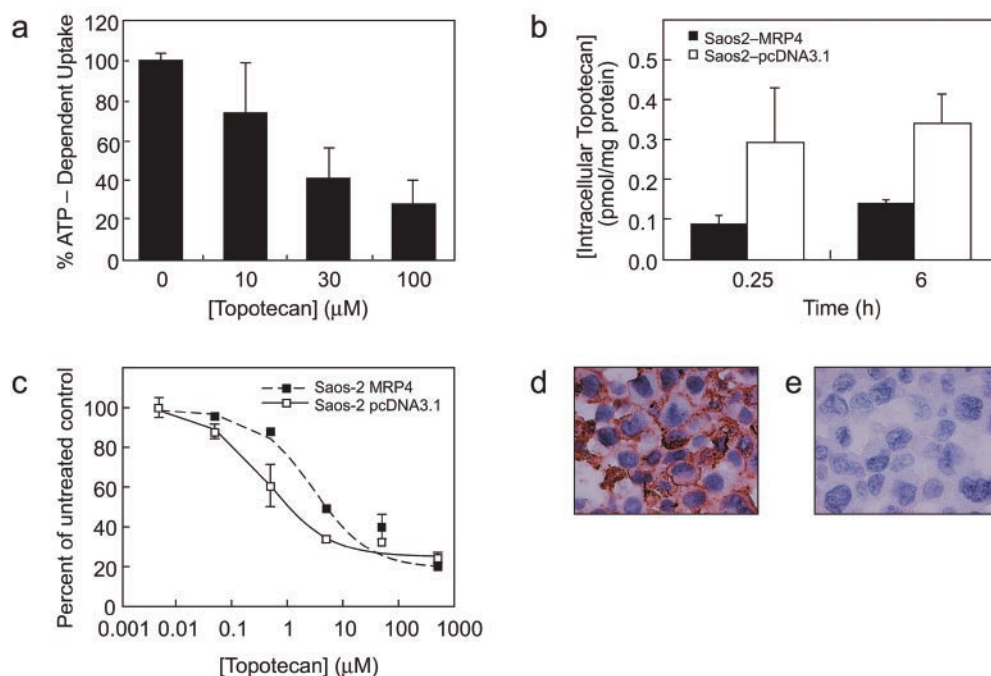 a
120
100
80
60
40
20
0
% ATP – Dependent Uptake
0 10 30 100
[Topotecan] (µM)
b
Saos2–MRP4
Saos2–pcDNA3.1
0.5
0.4
0.3
0.2
0.1
0
[Intracellular Topotecan]
(pmol/mg protein)
0.25 6
Time (h)
c
Saos-2 MRP4
Saos-2 pcDNA3.1
100
80
60
40
20
0
Percent of untreated control
0.001 0.01 0.1 1 10 100 1000
[Topotecan] (µM)
d
e